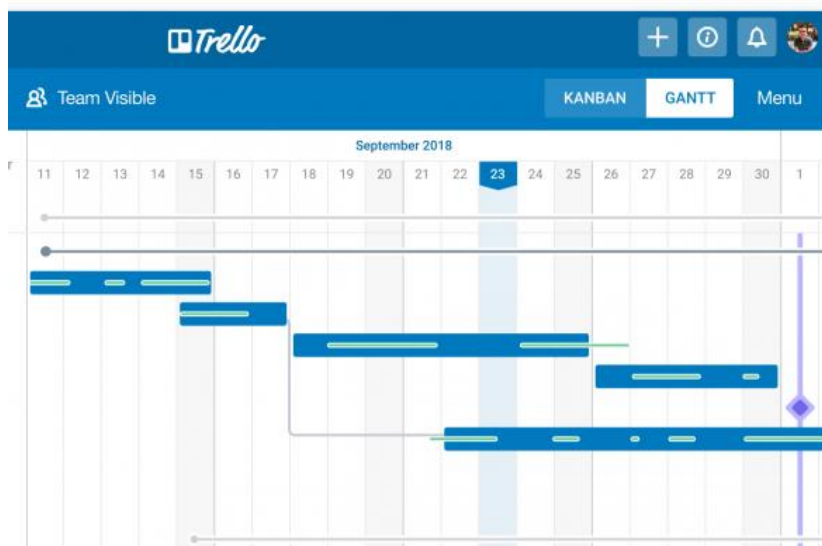 Trello
Team Visible
KANBAN GANTT Menu
September 2018
11 12 13 14 15 16 17 18 19 20 21 22 23 24 25 26 27 28 29 30 1